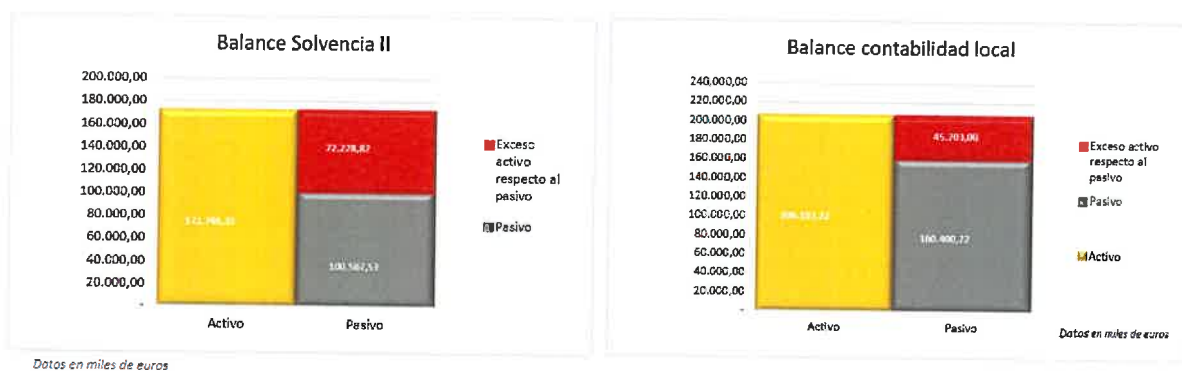 Balance Solvencia II
200.000,00
180.000,00
160.000,00
140.000,00
120.000,00
100.000,00
80.000,00
60.000,00
40.000,00
20.000,00
-
72.228,82
Activo
Pasivo
Exceso
activo
respecto al
pasivo
Pasivo
Datos en miles de euros
Balance contabilidad local
240.000,00
220.000,00
200.000,00
180.000,00
160.000,00
140.000,00
120.000,00
100.000,00
80.000,00
60.000,00
40.000,00
20.000,00
-
160.400,22
Activo
Pasivo
Exceso activo
respecto al
pasivo
Pasivo
Activo
Datos en miles de euros